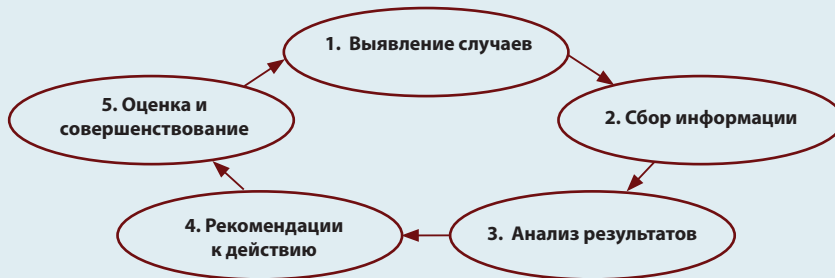 1. Выявление случаев
2. Сбор информации
3. Анализ результатов
4. Рекомендации
к действию
5. Оценка и
совершенствование